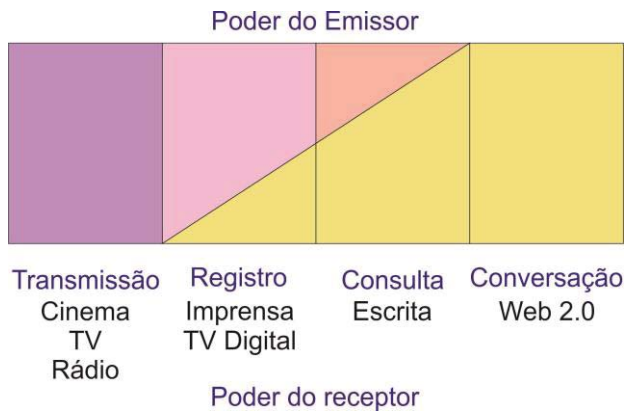 Poder do Emissor
Transmissão
Cinema
TV
Rádio
Registro
Imprensa
TV Digital
Consulta
Escrita
Conversação
Web 2.0
Poder do receptor